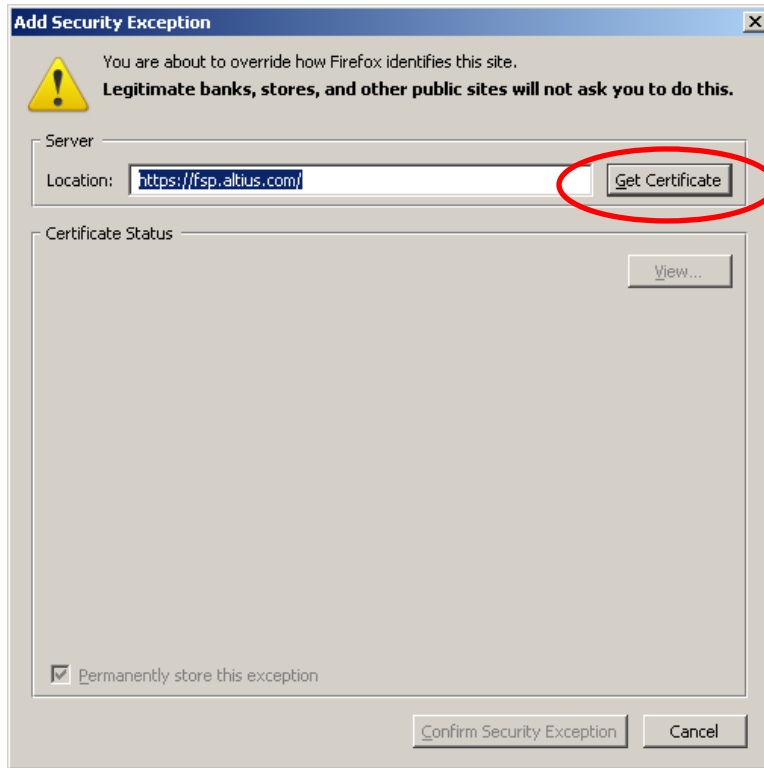 Add Security Exception
You are about to override how Firefox identifies this site.
Legitimate banks, stores, and other public sites will not ask you to do this.
Server
Location: https://fsp.altius.com/ Get Certificate
Certificate Status
View...
Permanently store this exception
Confirm Security Exception Cancel